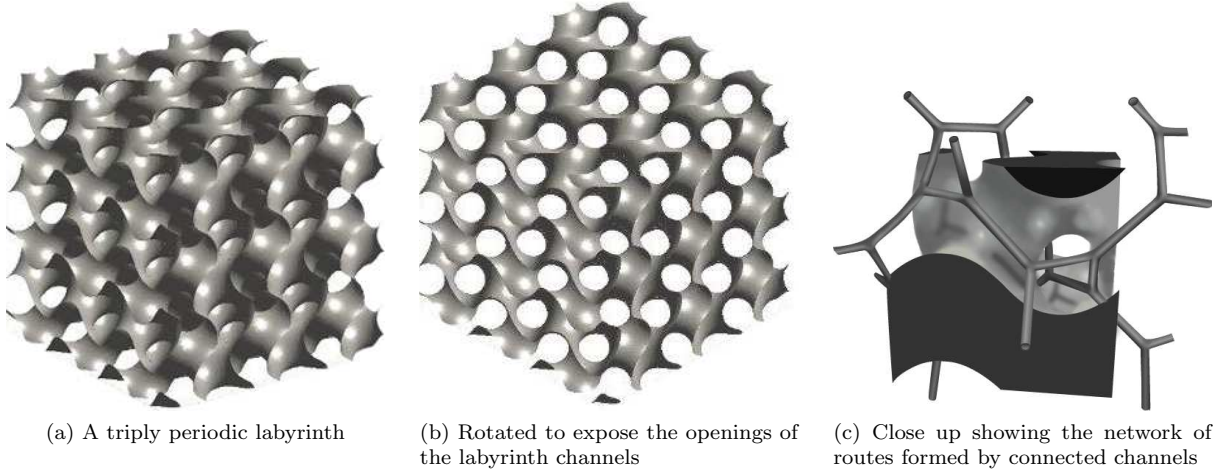 (a) A triply periodic labyrinth
(b) Rotated to expose the openings of
the labyrinth channels
(c) Close up showing the network of
routes formed by connected channels